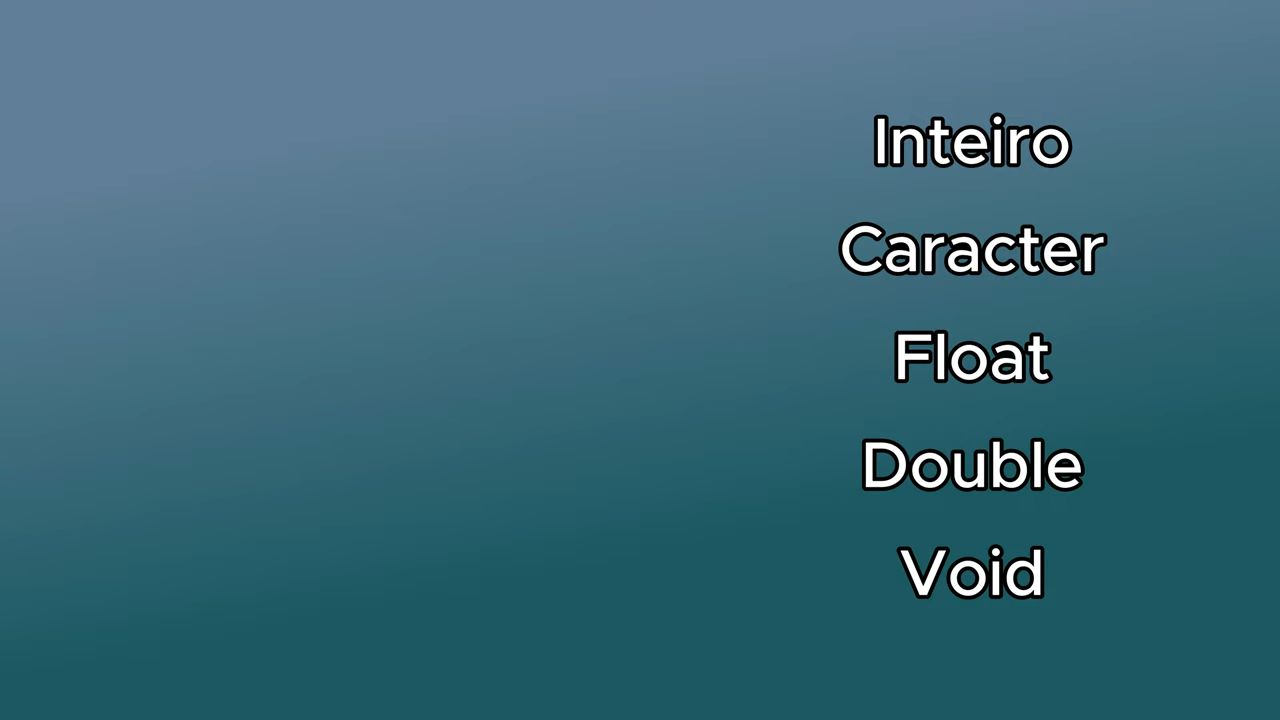 Inteiro
Caracter
Float
Double
Void